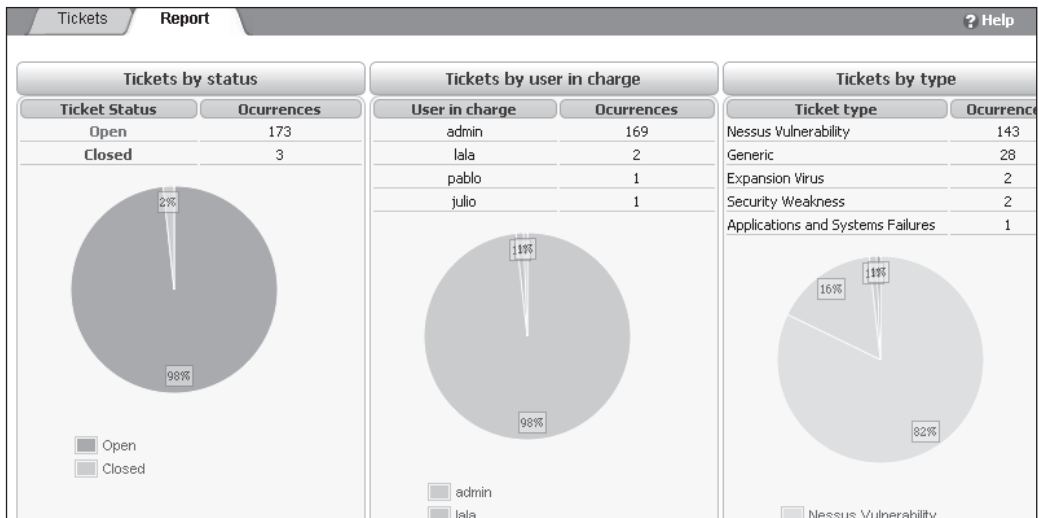 Tickets
Report
? Help
Tickets by status
Ticket Status Ocurrences
Open 173
Closed 3
2%
98%
Open
Closed
Tickets by user in charge
User in charge Ocurrences
admin 169
lala 2
pablo 1
julio 1
98%
admin
lala
Tickets by type
Ticket type Ocurrence
Nessus Vulnerability 143
Generic 28
Expansion Virus 2
Security Weakness 2
Applications and Systems Failures 1
16%
82%
Nessus Vulnerability